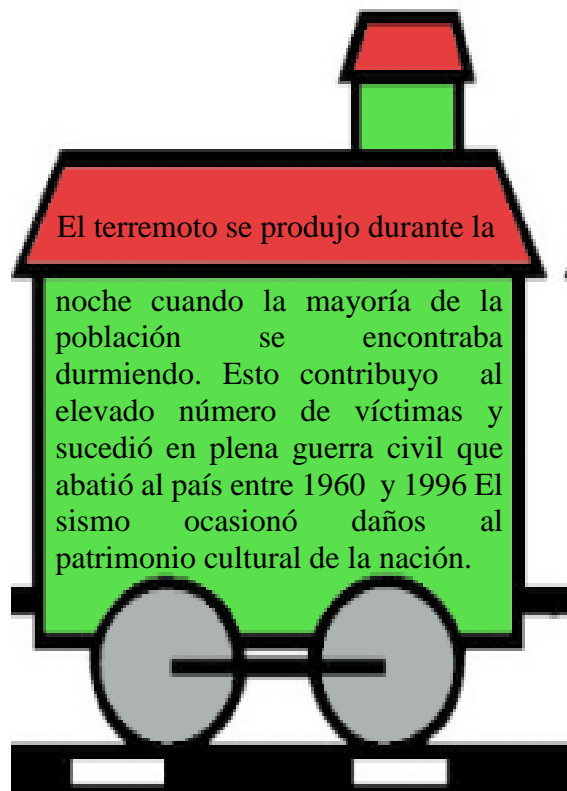 El terremoto se produjo durante la
noche cuando la mayoría de la
población se encontraba
durmiendo. Esto contribuyo al
elevado número de víctimas y
sucedió en plena guerra civil que
abatió al país entre 1960 y 1996 El
sismo ocasionó daños al
patrimonio cultural de la nación.